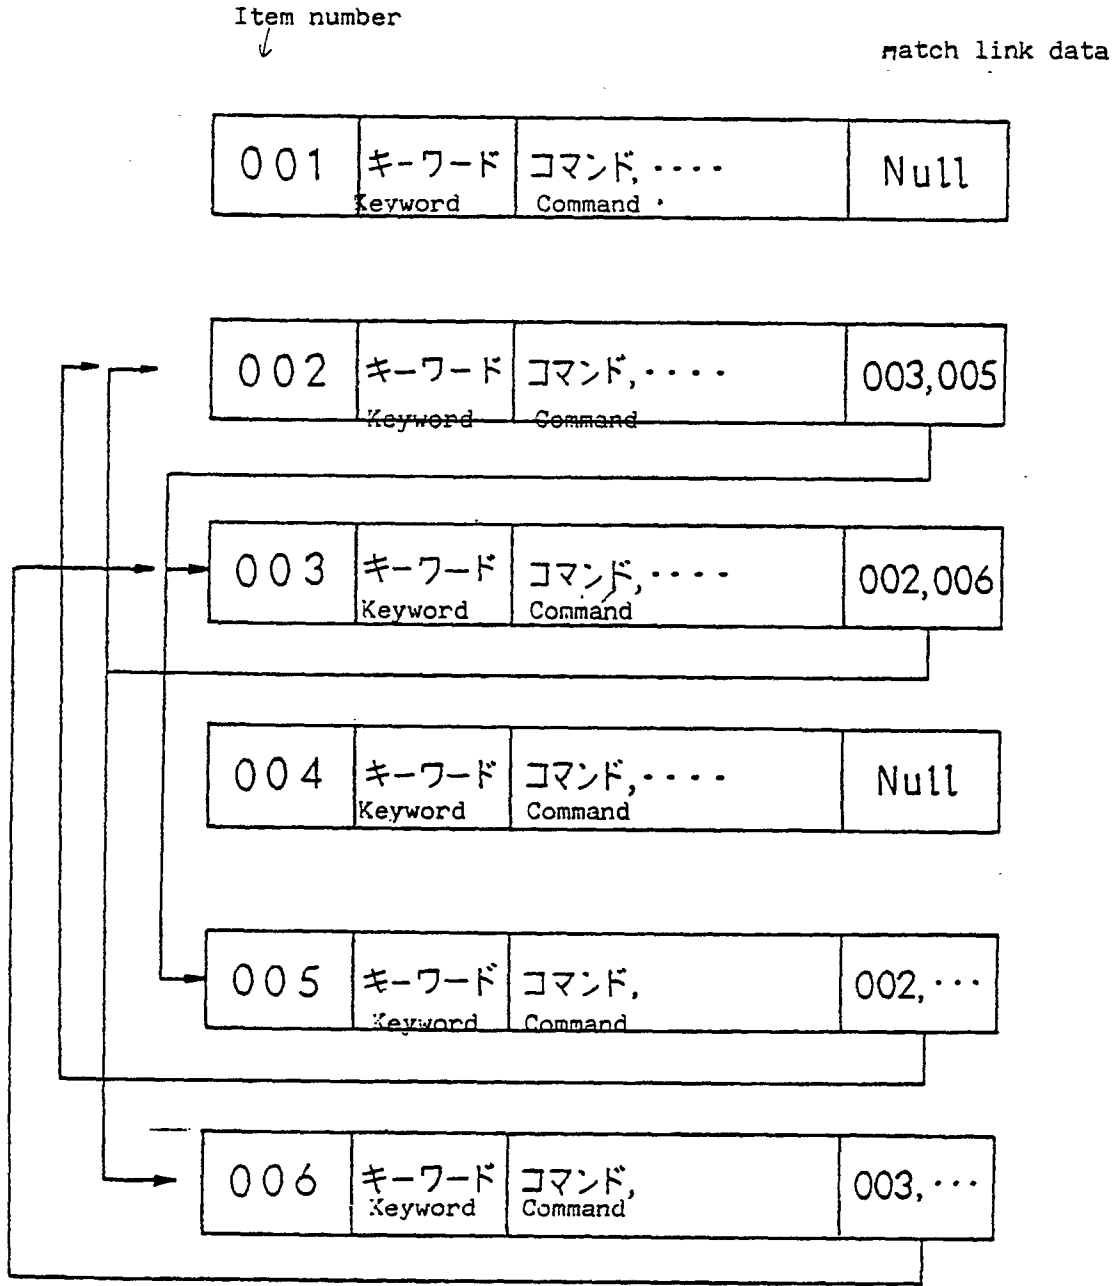 Item number
match link data
001 キーワード コマンド,‥‥ Null
Keyword Command
002 キーワード コマンド,‥‥ 003,005
Keyword Command
003 キーワード コマンド,‥‥ 002,006
Keyword Command
004 キーワード コマンド,‥‥ Null
Keyword Command
005 キーワード コマンド, 002,…
Keyword Command
006 キーワード コマンド, 003,…
Keyword Command